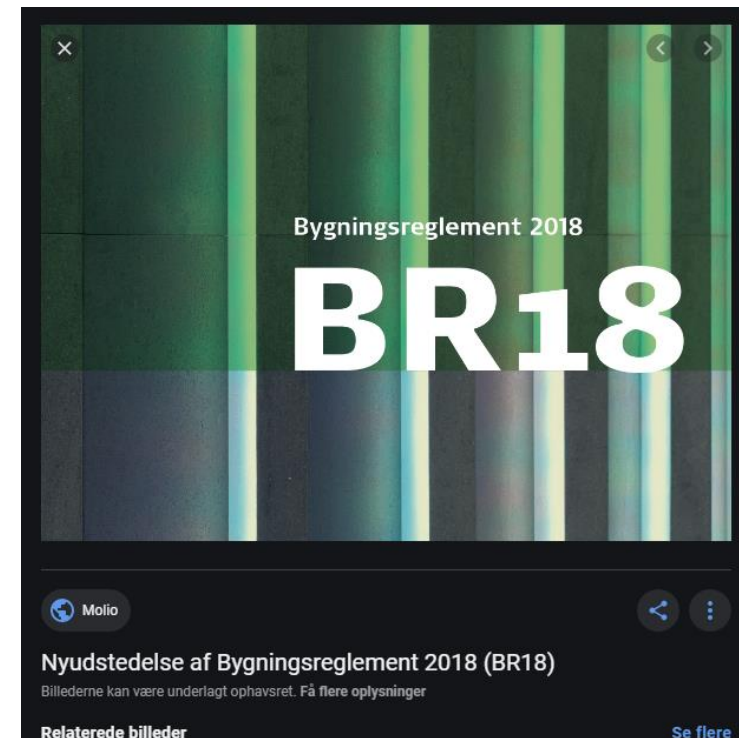 Bygningsreglement 2018
BR18
Molio
Nyudstedelse af Bygningsreglement 2018 (BR18)
Billederne kan være underlagt ophavsret. Få flere oplysninger
Relaterede billeder
Se flere